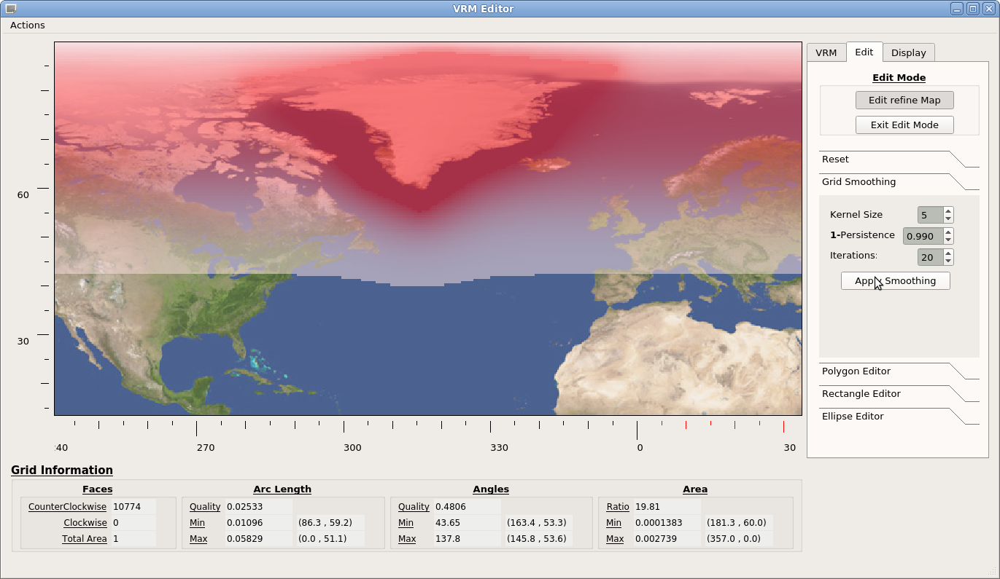 VRM Editor
Actions
VRM Edit Display
Edit Mode
Edit refine Map
Exit Edit Mode
Reset
Grid Smoothing
Kernel Size 5
1-Persistence 0.990
Iterations: 20
Smoothing
Polygon Editor
Rectangle Editor
Ellipse Editor
60
30
:40 270 300 330 0 30
Grid Information
Faces
CounterClockwise 10774
Clockwise 0
Total Area 1
Arc Length
Quality 0.02533
Min 0.01096 (86.3 , 59.2)
Max 0.05829 (0.0 , 51.1)
Angles
Quality 0.4806
Min 43.65 (163.4 , 53.3)
Max 137.8 (145.8 , 53.6)
Area
Ratio 19.81
Min 0.0001383 (181.3 , 60.0)
Max 0.002739 (357.0 , 0.0)